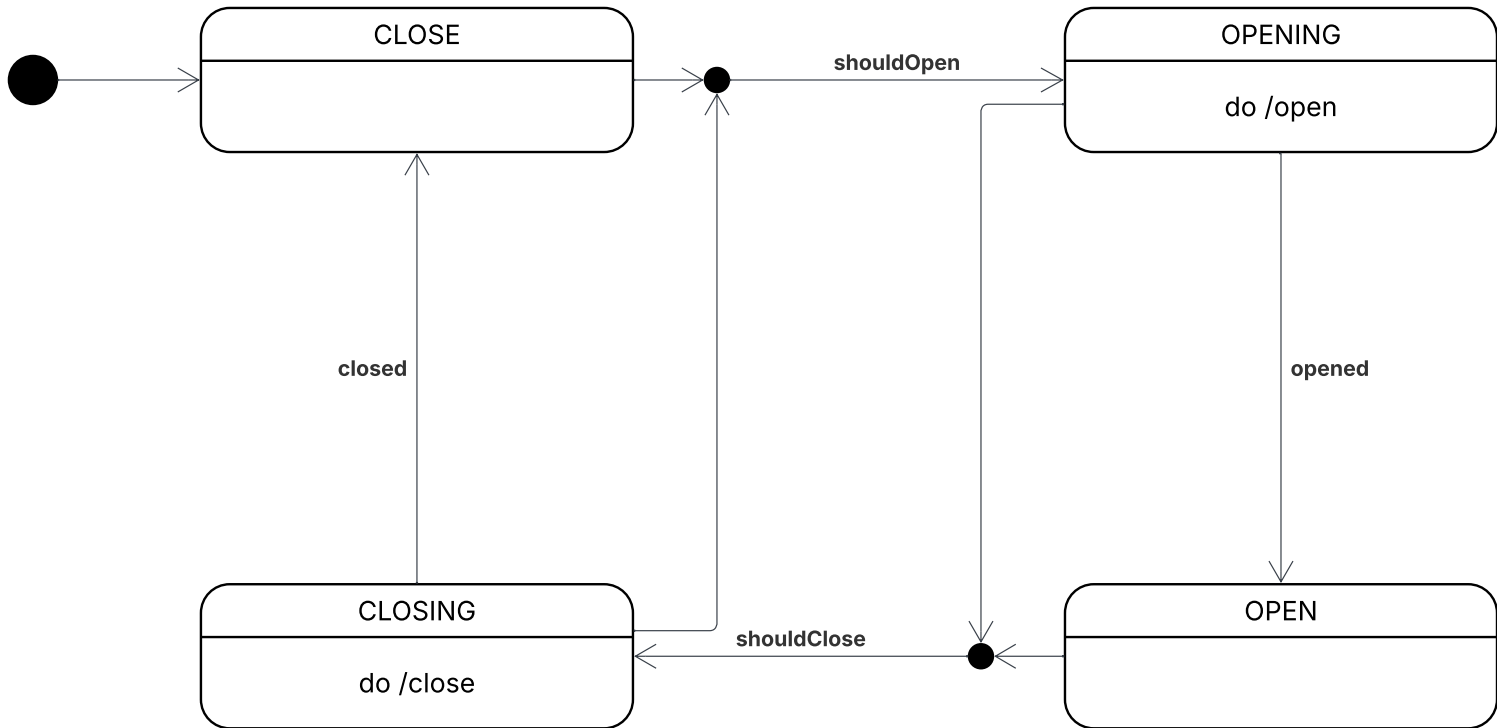 CLOSE
shouldOpen
OPENING
do /open
closed
opened
CLOSING
do /close
shouldClose
OPEN